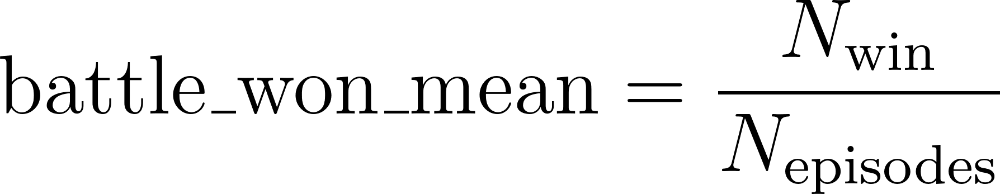 battle_won_mean = N_win / N_episodes